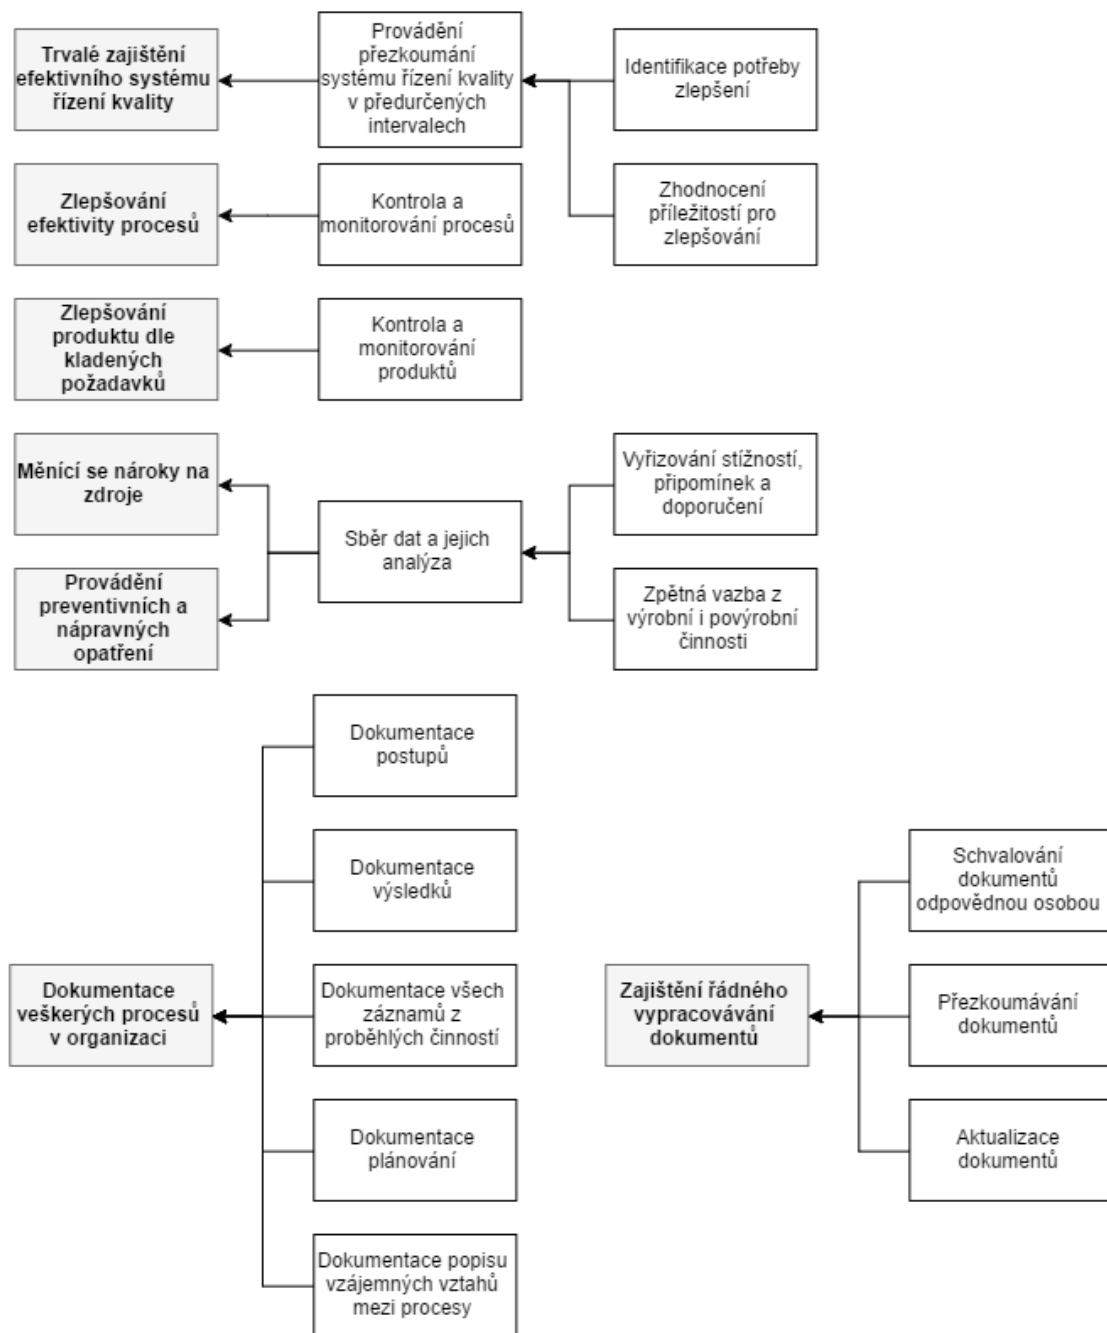 Trvalé zajištění
efektivního systému
řízení kvality
Provádění
přezkoumání
systému řízení kvality
v předurčených
intervalech
Identifikace potřeby
zlepšení
Zlepšování
efektivity procesů
Kontrola a
monitorování procesů
Zhodnocení
příležitostí pro
zlepšování
Zlepšování
produktu dle
kladených
požadavků
Kontrola a
monitorování
produktů
Měnící se nároky na
zdroje
Sběr dat a jejich
analýza
Vyřizování stížností,
připomínek a
doporučení
Provádění
preventivních a
nápravných
opatření
Zpětná vazba z
výrobní i povýrobní
činnosti
Dokumentace
postupů
Dokumentace
výsledků
Dokumentace
veškerých procesů
v organizaci
Dokumentace všech
záznamů z
proběhlých činností
Dokumentace
plánování
Dokumentace popisu
vzájemných vztahů
mezi procesy
Zajištění řádného
vypracovávání
dokumentů
Schvalování
dokumentů
odpovědnou osobou
Přezkoumávání
dokumentů
Aktualizace
dokumentů